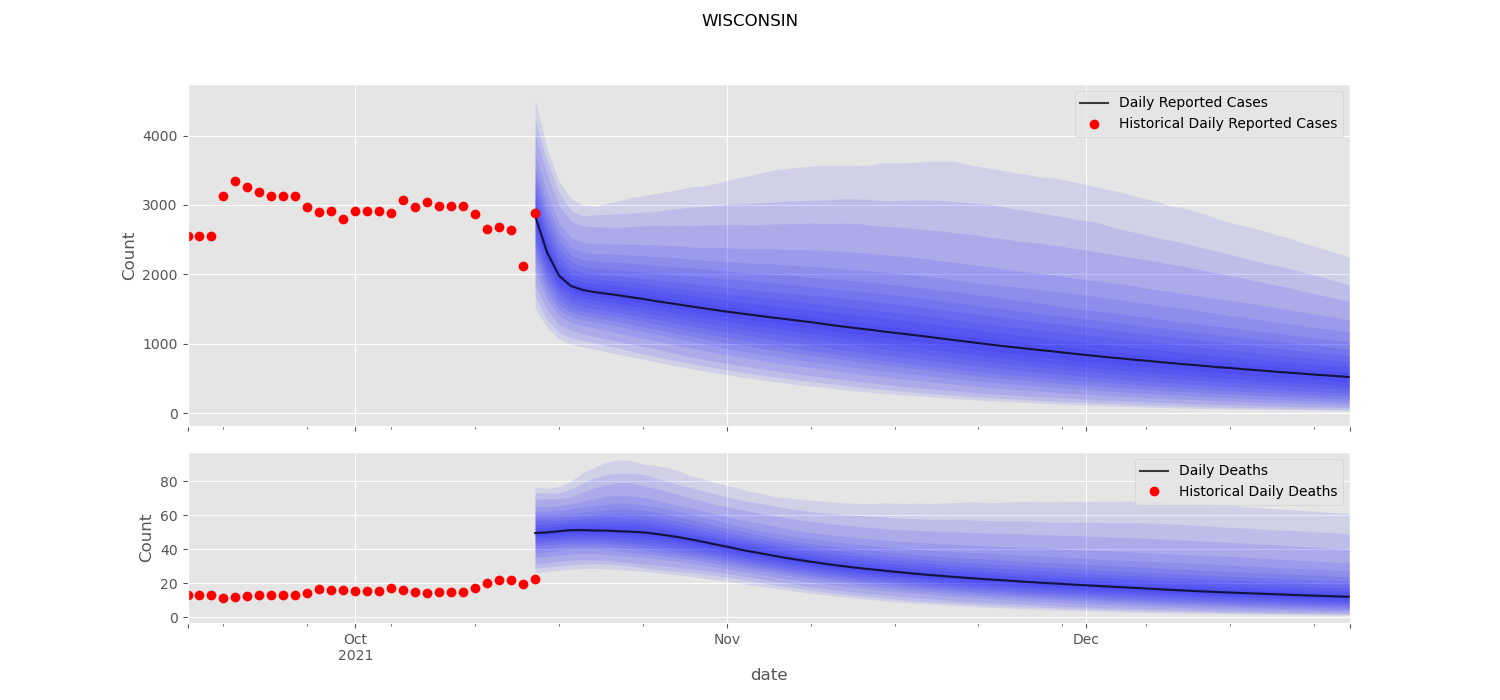 WISCONSIN
Count
4000
3000
2000
1000
0
Daily Reported Cases
Historical Daily Reported Cases
Count
80
60
40
20
0
Daily Deaths
Historical Daily Deaths
Oct
2021
Nov
Dec
date